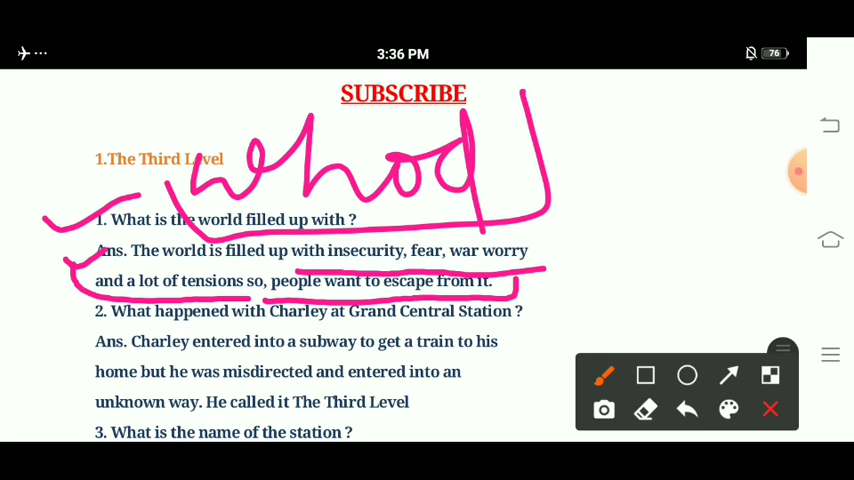 3:36 PM
76
SUBSCRIBE
1.The Third Level
1. What is the world filled up with ?
Ans. The world is filled up with insecurity, fear, war worry
and a lot of tensions so, people want to escape from it.
2. What happened with Charley at Grand Central Station ?
Ans. Charley entered into a subway to get a train to his
home but he was misdirected and entered into an
unknown way. He called it The Third Level
3. What is the name of the station ?